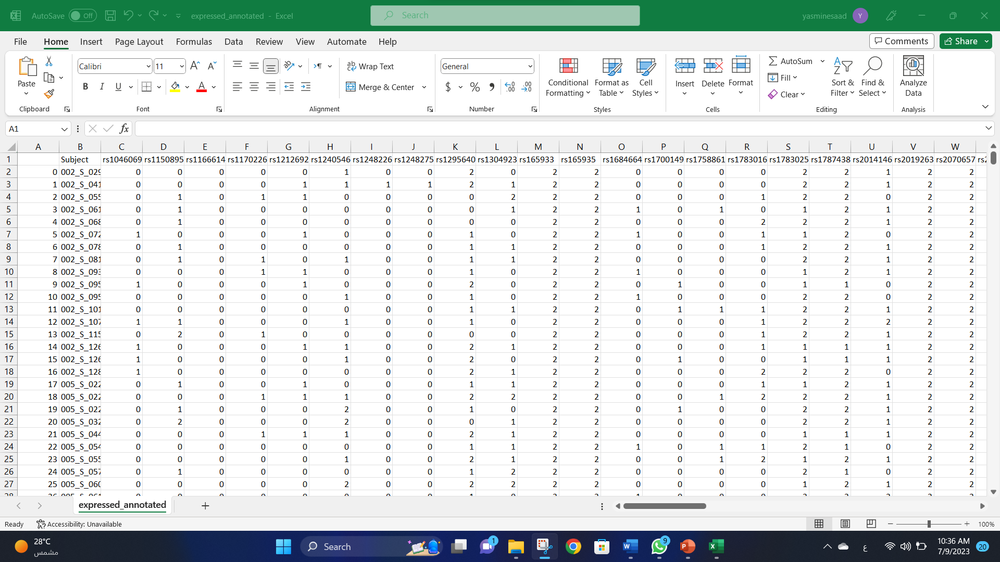 AutoSave Off expressed_annotated - Excel Search yasminesaad Y
File Home Insert Page Layout Formulas Data Review View Automate Help Comments Share
Paste Calibri 11 Wrap Text General Conditional Formatting Format as Table Cell Styles Insert Delete Format AutoSum Fill Clear Sort & Filter Find & Select Analyze Data
B I U Merge & Center $ %
Clipboard Font Alignment Number Styles Cells Editing Analysis
A1 fx
A B C D E F G H I J K L M N O P Q R S T U V W
1 Subject rs1046069 rs1150895 rs1166614 rs1170226 rs1212692 rs1240546 rs1248226 rs1248275 rs1295640 rs1304923 rs165933 rs165935 rs1684664 rs1700149 rs1758861 rs1783016 rs1783025 rs1787438 rs2014146 rs2019263 rs2070657
2 0 002_S_029 0 0 0 0 0 1 0 0 2 0 2 2 0 0 0 0 2 2 1 2 2
3 1 002_S_041 0 0 0 0 1 1 1 1 2 1 2 2 0 0 0 0 2 2 1 2 2
4 2 002_S_055 0 1 0 1 1 0 0 0 0 2 2 2 0 0 0 1 2 2 0 2 2
5 3 002_S_061 0 1 0 0 0 0 0 0 0 1 2 2 1 0 1 0 1 2 1 2 2
6 4 002_S_068 0 1 0 0 0 0 0 0 0 0 2 2 0 0 0 2 2 2 1 2 2
7 5 002_S_072 1 0 0 0 1 0 0 0 1 0 2 2 1 0 0 1 1 2 0 2 2
8 6 002_S_078 0 1 0 0 0 0 0 0 1 1 2 2 0 0 0 1 2 2 1 2 2
9 7 002_S_081 0 1 0 1 0 1 0 0 1 1 2 2 0 0 0 0 2 2 1 2 2
10 8 002_S_093 0 0 0 1 1 0 0 0 1 0 2 2 1 0 0 0 1 2 1 2 2
11 9 002_S_095 1 0 0 0 1 0 0 0 2 0 2 2 0 1 0 0 1 1 0 2 2
12 10 002_S_095 0 0 0 0 0 1 0 0 1 0 2 2 1 0 0 0 2 2 0 2 2
13 11 002_S_101 0 0 0 0 0 0 0 0 1 1 2 2 0 1 1 1 2 2 1 2 2
14 12 002_S_107 1 1 0 0 0 1 0 0 1 0 2 2 0 0 0 1 2 2 2 2 2
15 13 002_S_115 0 2 0 1 0 0 0 0 0 0 2 2 0 0 0 1 2 2 1 2 2
16 14 002_S_126 1 0 0 0 1 1 0 0 2 1 2 2 0 0 0 1 1 1 1 2 2
17 15 002_S_126 1 0 0 0 0 1 0 0 2 0 2 2 0 1 0 0 1 1 1 2 2
18 16 002_S_128 1 0 0 0 0 0 0 0 2 1 2 2 0 0 0 2 2 2 0 2 2
19 17 005_S_022 0 1 0 0 1 0 0 0 1 1 2 2 0 0 0 1 1 2 1 2 2
20 18 005_S_022 0 0 0 1 1 1 0 0 2 2 2 2 0 0 1 2 2 2 1 2 2
21 19 005_S_022 0 1 0 0 0 2 0 0 1 0 2 2 0 1 0 0 2 2 1 2 2
22 20 005_S_032 0 2 0 0 0 2 0 0 0 1 2 2 0 0 0 0 2 2 1 2 2
23 21 005_S_044 0 0 0 1 1 1 0 0 2 1 2 2 0 0 0 0 1 1 1 2 2
24 22 005_S_054 0 0 0 0 0 0 0 0 1 1 2 2 1 0 1 1 2 1 0 2 2
25 23 005_S_055 0 0 0 0 0 1 0 0 2 1 2 2 0 0 1 2 1 2 1 2 2
26 24 005_S_057 0 1 0 0 0 0 0 0 1 2 2 2 0 0 0 0 2 1 0 2 2
27 25 005_S_060 0 0 0 0 0 2 0 0 2 2 2 2 0 0 0 0 1 2 1 2 2
expressed_annotated
Ready Accessibility: Unavailable 100%
28°C Search 1 9 ع 10:36 AM 20
مشمس 7/9/2023